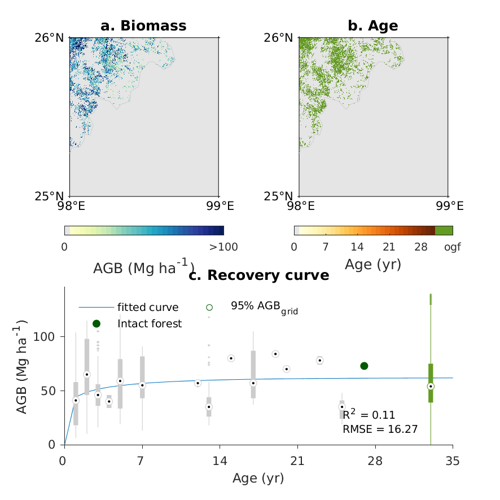 a. Biomass
b. Age
26°N
26°N
25°N
25°N
98°E
99°E
98°E
99°E
0
>100
0
7
14
21
28
ogf
AGB (Mg ha⁻¹)
Age (yr)
c. Recovery curve
fitted curve
95% AGB_grid
Intact forest
100
50
0
AGB (Mg ha⁻¹)
R² = 0.11
RMSE = 16.27
0
7
14
21
28
35
Age (yr)